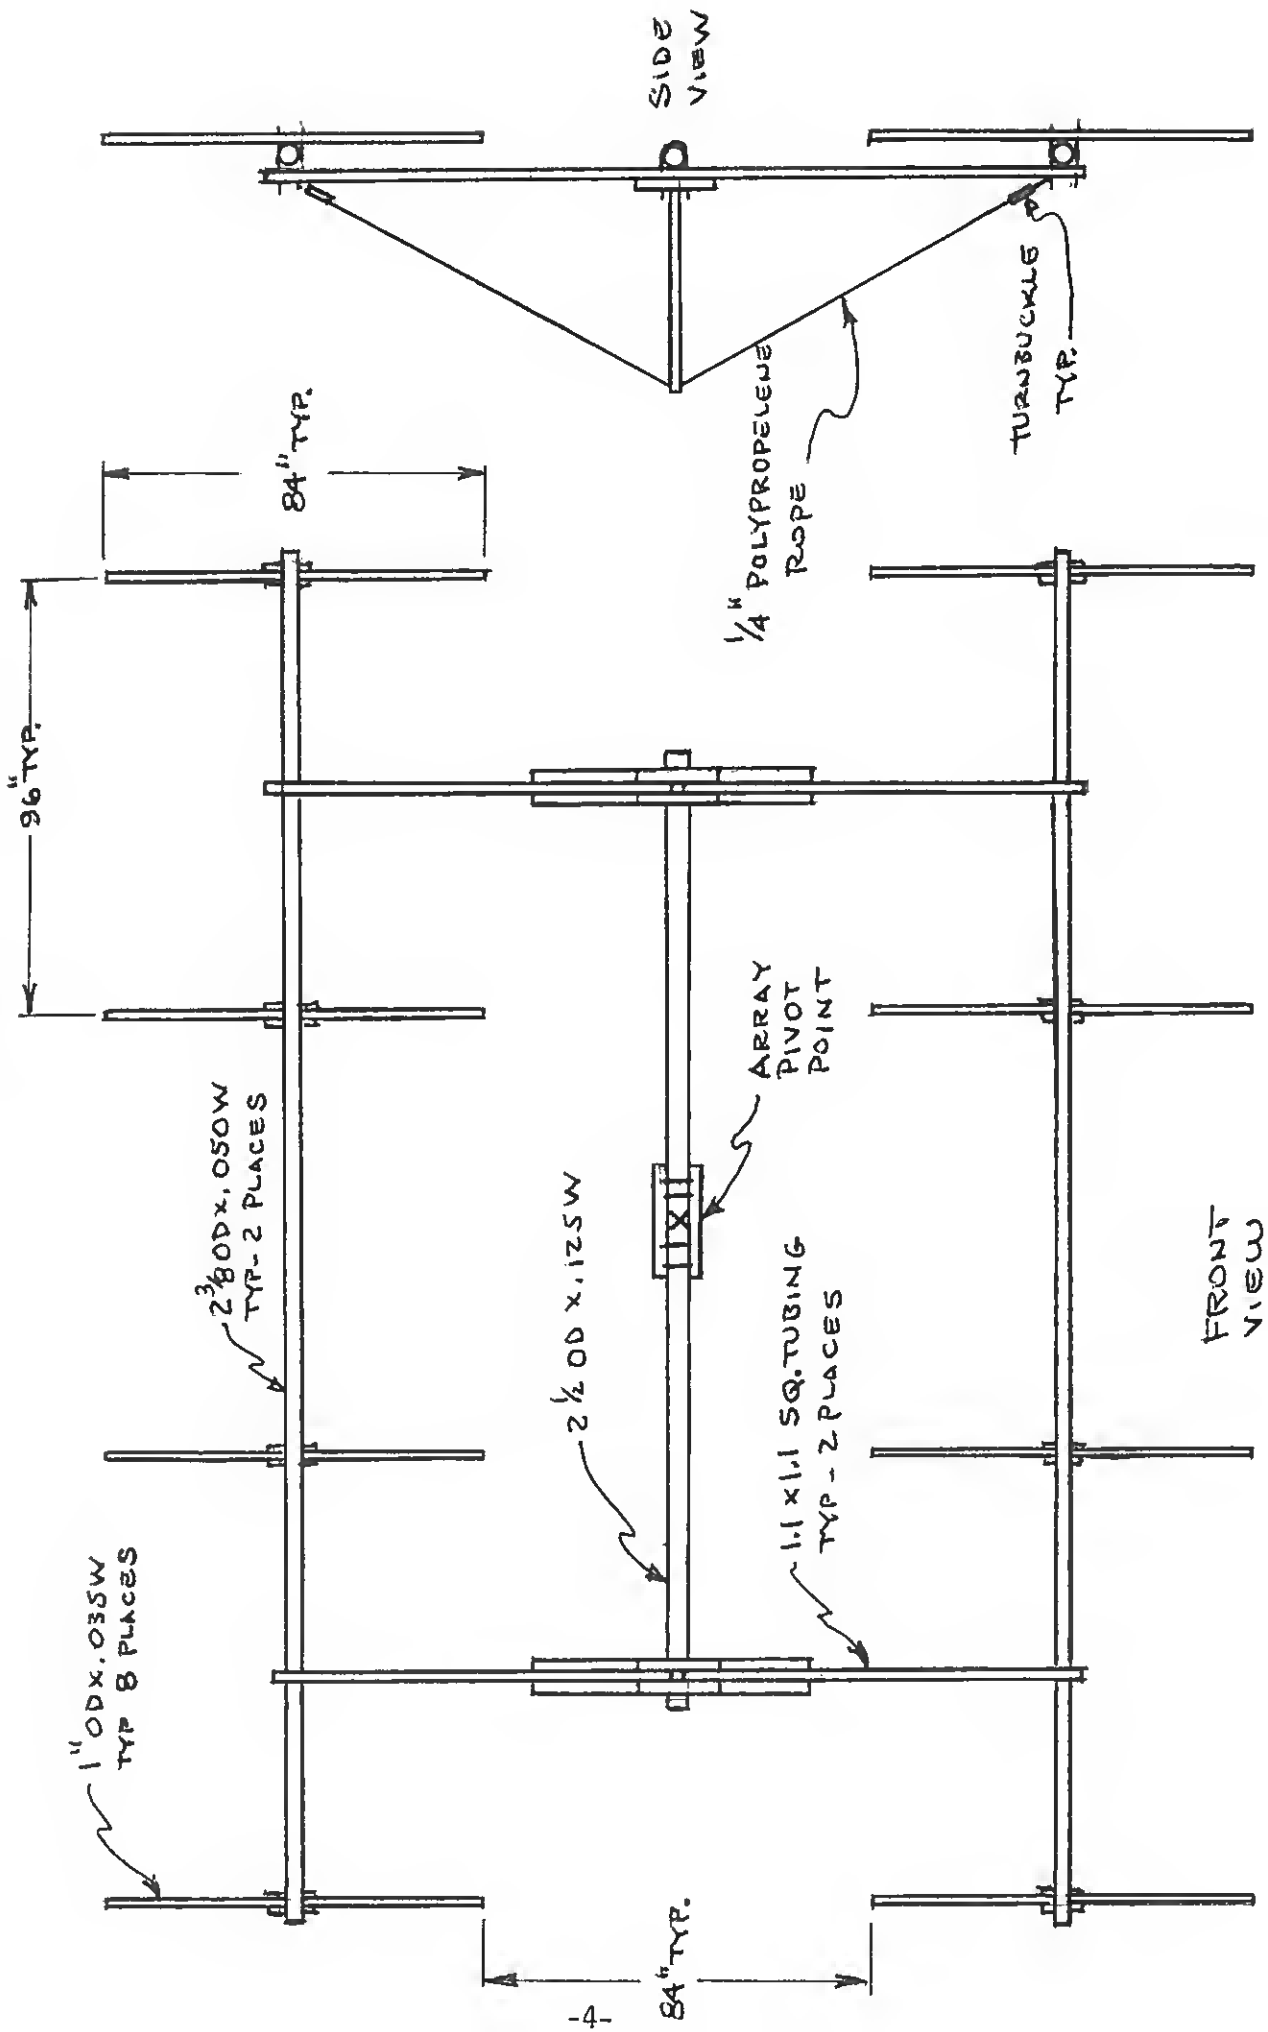 1" OD X .035W
TYP 8 PLACES
2 3/8 OD X .050W
TYP - 2 PLACES
96" TYP.
84" TYP.
2 1/2 OD X .125W
ARRAY
PIVOT
POINT
1.1 X 1.1 SQ. TUBING
TYP - 2 PLACES
84" TYP.
FRONT
VIEW
1/4" POLYPROPELENE
ROPE
TURNBUCKLE
TYP.
SIDE
VIEW
-4-